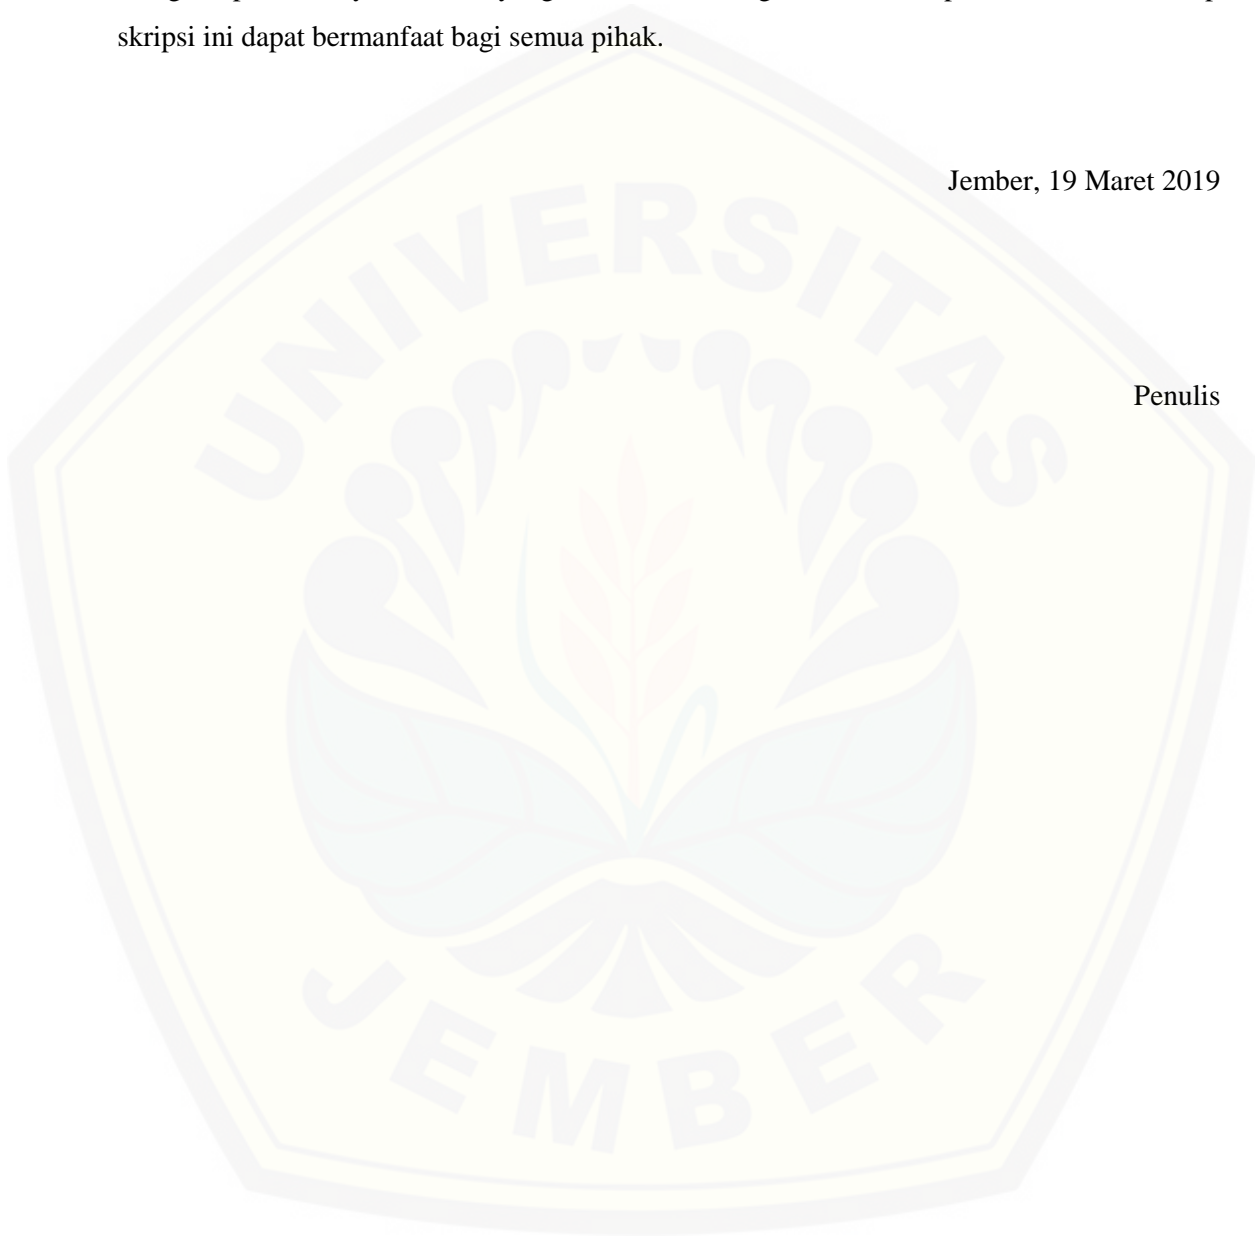 skripsi ini dapat bermanfaat bagi semua pihak.
Jember, 19 Maret 2019
Penulis
UNIVERSITAS
JEMBER